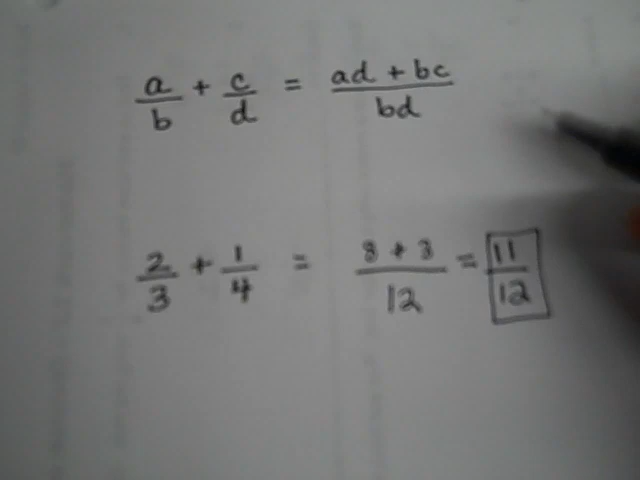 a/b + c/d = (ad + bc)/bd
2/3 + 1/4 = (8 + 3)/12 = 11/12